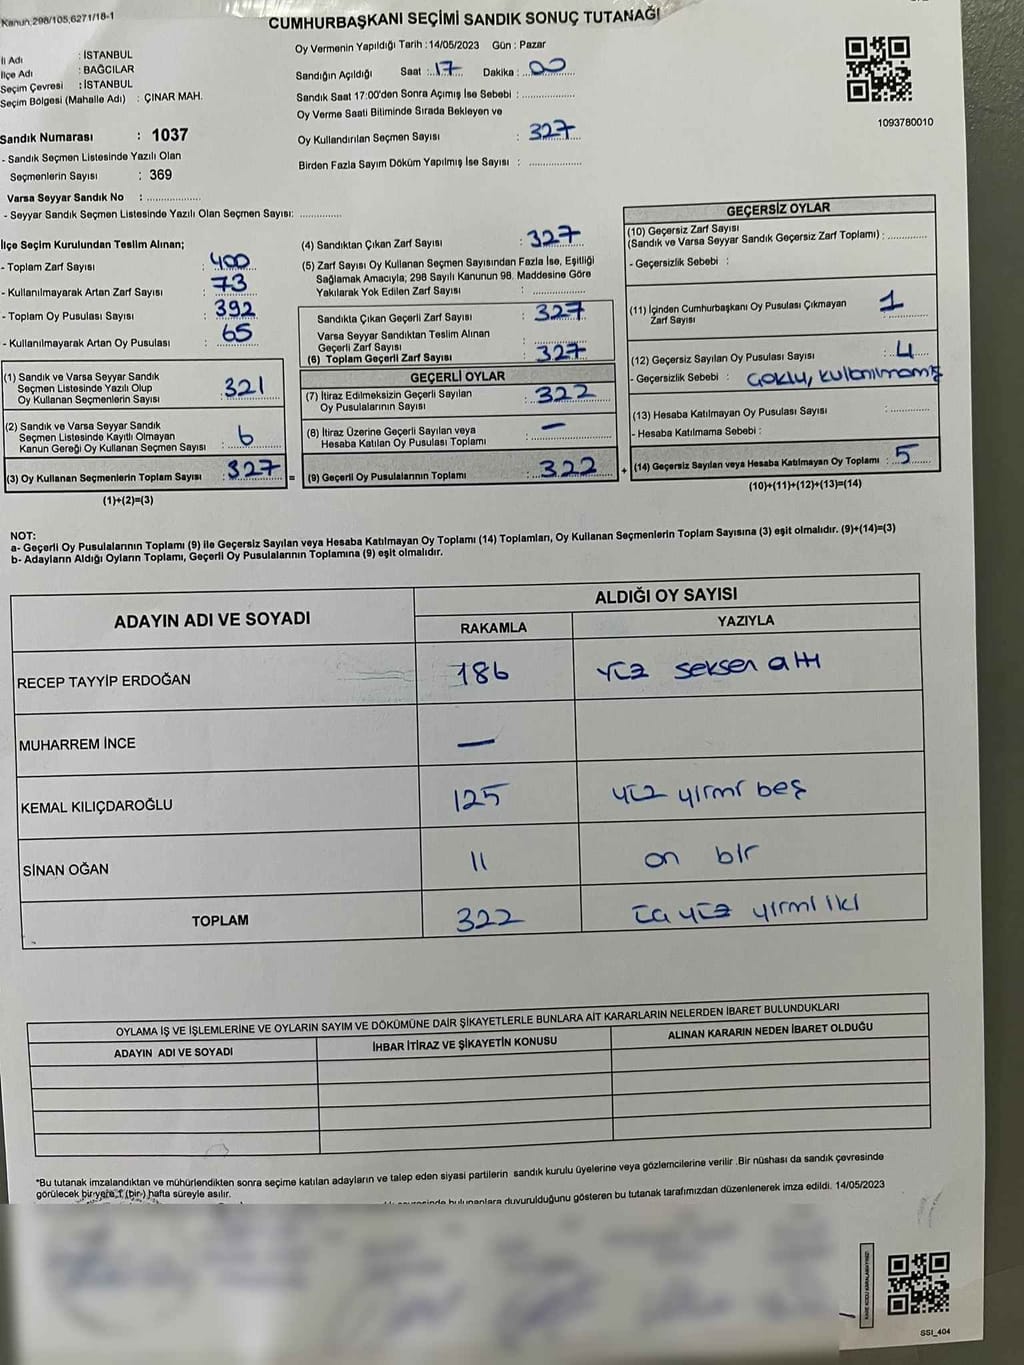 Kanun;298/105,6271/18-1
CUMHURBAŞKANI SEÇİMİ SANDIK SONUÇ TUTANAĞI
İl Adı : İSTANBUL
İlçe Adı : BAĞCILAR
Seçim Çevresi : İSTANBUL
Seçim Bölgesi (Mahalle Adı) : ÇINAR MAH.
Oy Vermenin Yapıldığı Tarih : 14/05/2023 Gün : Pazar
Sandığın Açıldığı Saat : 17 Dakika : 00
Sandık Saat 17:00'den Sonra Açımış İse Sebebi :
Oy Verme Saati Bitiminde Sırada Bekleyen ve
Oy Kullandırılan Seçmen Sayısı : 327
Birden Fazla Sayım Döküm Yapılmış İse Sayısı :
1093780010
Sandık Numarası : 1037
- Sandık Seçmen Listesinde Yazılı Olan
Seçmenlerin Sayısı : 369
Varsa Seyyar Sandık No :
- Seyyar Sandık Seçmen Listesinde Yazılı Olan Seçmen Sayısı:
İlçe Seçim Kurulundan Teslim Alınan;
- Toplam Zarf Sayısı : 400
- Kullanılmayarak Artan Zarf Sayısı : 73
- Toplam Oy Pusulası Sayısı : 392
- Kullanılmayarak Artan Oy Pusulası : 65
(1) Sandık ve Varsa Seyyar Sandık
Seçmen Listesinde Yazılı Olup
Oy Kullanan Seçmenlerin Sayısı : 321
(2) Sandık ve Varsa Seyyar Sandık
Seçmen Listesinde Kayıtlı Olmayan
Kanun Gereği Oy Kullanan Seçmen Sayısı : 6
(3) Oy Kullanan Seçmenlerin Toplam Sayısı : 327 =
(1)+(2)=(3)
(4) Sandıktan Çıkan Zarf Sayısı : 327
(5) Zarf Sayısı Oy Kullanan Seçmen Sayısından Fazla İse, Eşitliği
Sağlamak Amacıyla, 298 Sayılı Kanunun 98. Maddesine Göre
Yakılarak Yok Edilen Zarf Sayısı :
Sandıkta Çıkan Geçerli Zarf Sayısı : 327
Varsa Seyyar Sandıktan Teslim Alınan
Geçerli Zarf Sayısı :
(6) Toplam Geçerli Zarf Sayısı : 327
GEÇERLİ OYLAR
(7) İtiraz Edilmeksizin Geçerli Sayılan
Oy Pusulalarının Sayısı : 322
(8) İtiraz Üzerine Geçerli Sayılan veya
Hesaba Katılan Oy Pusulası Toplamı : —
(9) Geçerli Oy Pusulalarının Toplamı : 322 +
GEÇERSİZ OYLAR
(10) Geçersiz Zarf Sayısı
(Sandık ve Varsa Seyyar Sandık Geçersiz Zarf Toplamı) :
- Geçersizlik Sebebi :
(11) İçinden Cumhurbaşkanı Oy Pusulası Çıkmayan
Zarf Sayısı : 1
(12) Geçersiz Sayılan Oy Pusulası Sayısı : 4
- Geçersizlik Sebebi : Çoklu, kullanılmamış
(13) Hesaba Katılmayan Oy Pusulası Sayısı :
- Hesaba Katılmama Sebebi :
(14) Geçersiz Sayılan veya Hesaba Katılmayan Oy Toplamı : 5
(10)+(11)+(12)+(13)=(14)
NOT:
a- Geçerli Oy Pusulalarının Toplamı (9) ile Geçersiz Sayılan veya Hesaba Katılmayan Oy Toplamı (14) Toplamları, Oy Kullanan Seçmenlerin Toplam Sayısına (3) eşit olmalıdır. (9)+(14)=(3)
b- Adayların Aldığı Oyların Toplamı, Geçerli Oy Pusulalarının Toplamına (9) eşit olmalıdır.
ADAYIN ADI VE SOYADI ALDIĞI OY SAYISI
RAKAMLA YAZIYLA
RECEP TAYYİP ERDOĞAN 186 Yüz seksen altı
MUHARREM İNCE —
KEMAL KILIÇDAROĞLU 125 yüz yirmi beş
SİNAN OĞAN 11 on bir
TOPLAM 322 üç yüz yirmi iki
OYLAMA İŞ VE İŞLEMLERİNE VE OYLARIN SAYIM VE DÖKÜMÜNE DAİR ŞİKAYETLERLE BUNLARA AİT KARARLARIN NELERDEN İBARET BULUNDUKLARI
ADAYIN ADI VE SOYADI İHBAR İTİRAZ VE ŞİKAYETİN KONUSU ALINAN KARARIN NEDEN İBARET OLDUĞU
"Bu tutanak imzalandıktan ve mühürlendikten sonra seçime katılan adayların ve talep eden siyasi partilerin sandık kurulu üyelerine veya gözlemcilerine verilir .Bir nüshası da sandık çevresinde
görülecek bir yere 1 (bir) hafta süreyle asılır.
bulunanlara duyurulduğunu gösteren bu tutanak tarafımızdan düzenlenerek imza edildi. 14/05/2023
SSI_404